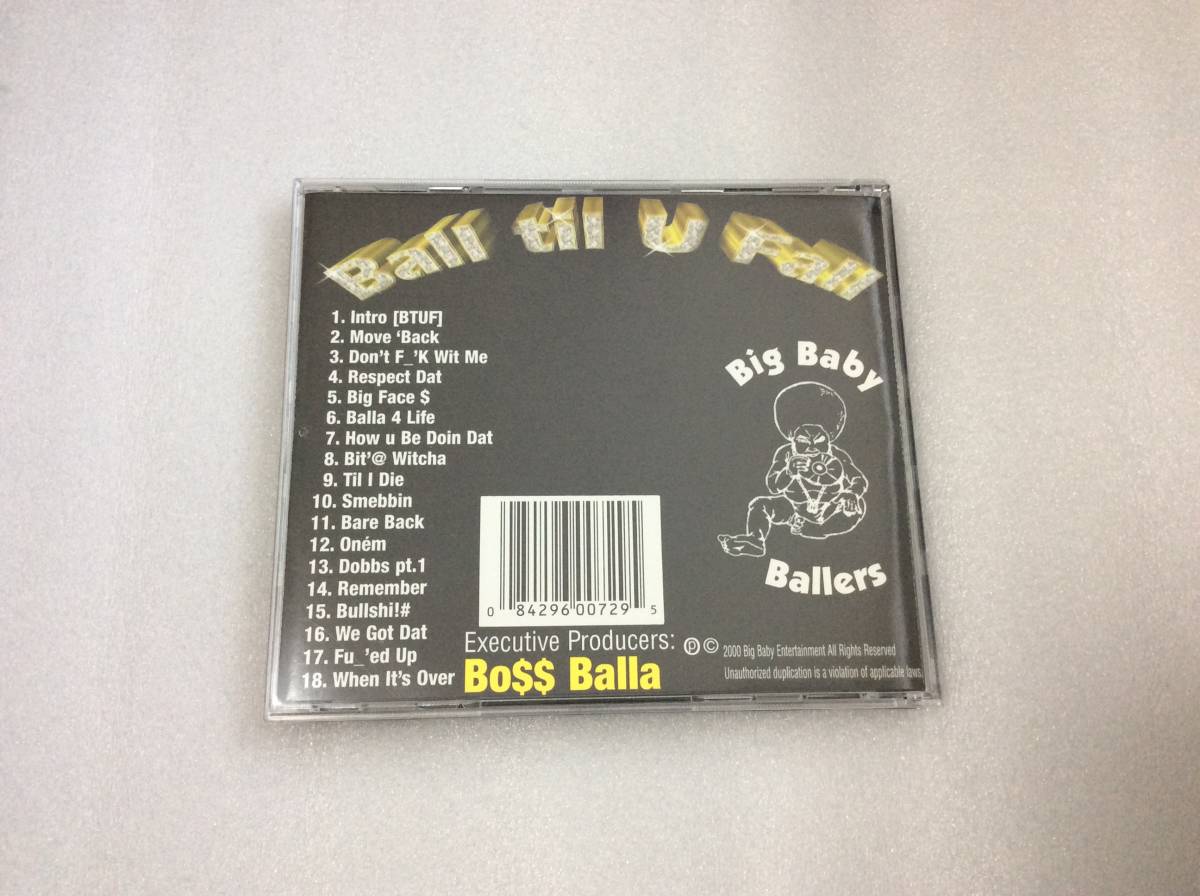 Ball til U Fall
1. Intro [BTUF]
2. Move ‘Back
3. Don’t F_’K Wit Me
4. Respect Dat
5. Big Face $
6. Balla 4 Life
7. How u Be Doin Dat
8. Bit’@ Witcha
9. Til I Die
10. Smebbin
11. Bare Back
12. Oném
13. Dobbs pt.1
14. Remember
15. Bullshi!#
16. We Got Dat
17. Fu_’ed Up
18. When It’s Over
Big Baby
Ballers
0 84296 00729 5
Executive Producers:
Bo$$ Balla
℗ © 2000 Big Baby Entertainment All Rights Reserved
Unauthorized duplication is a violation of applicable laws.